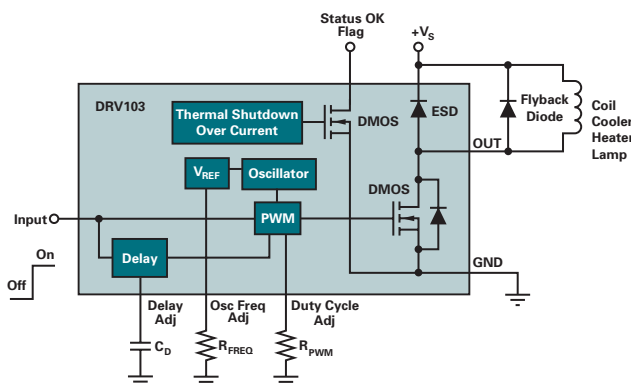 Status OK
Flag
+VS
DRV103
Thermal Shutdown
Over Current
DMOS
ESD
Flyback
Diode
Coil
Cooler
Heater
Lamp
OUT
VREF
Oscillator
DMOS
Input
PWM
Delay
GND
On
Off
Delay
Adj
Osc Freq
Adj
Duty Cycle
Adj
CD
RFREQ
RPWM